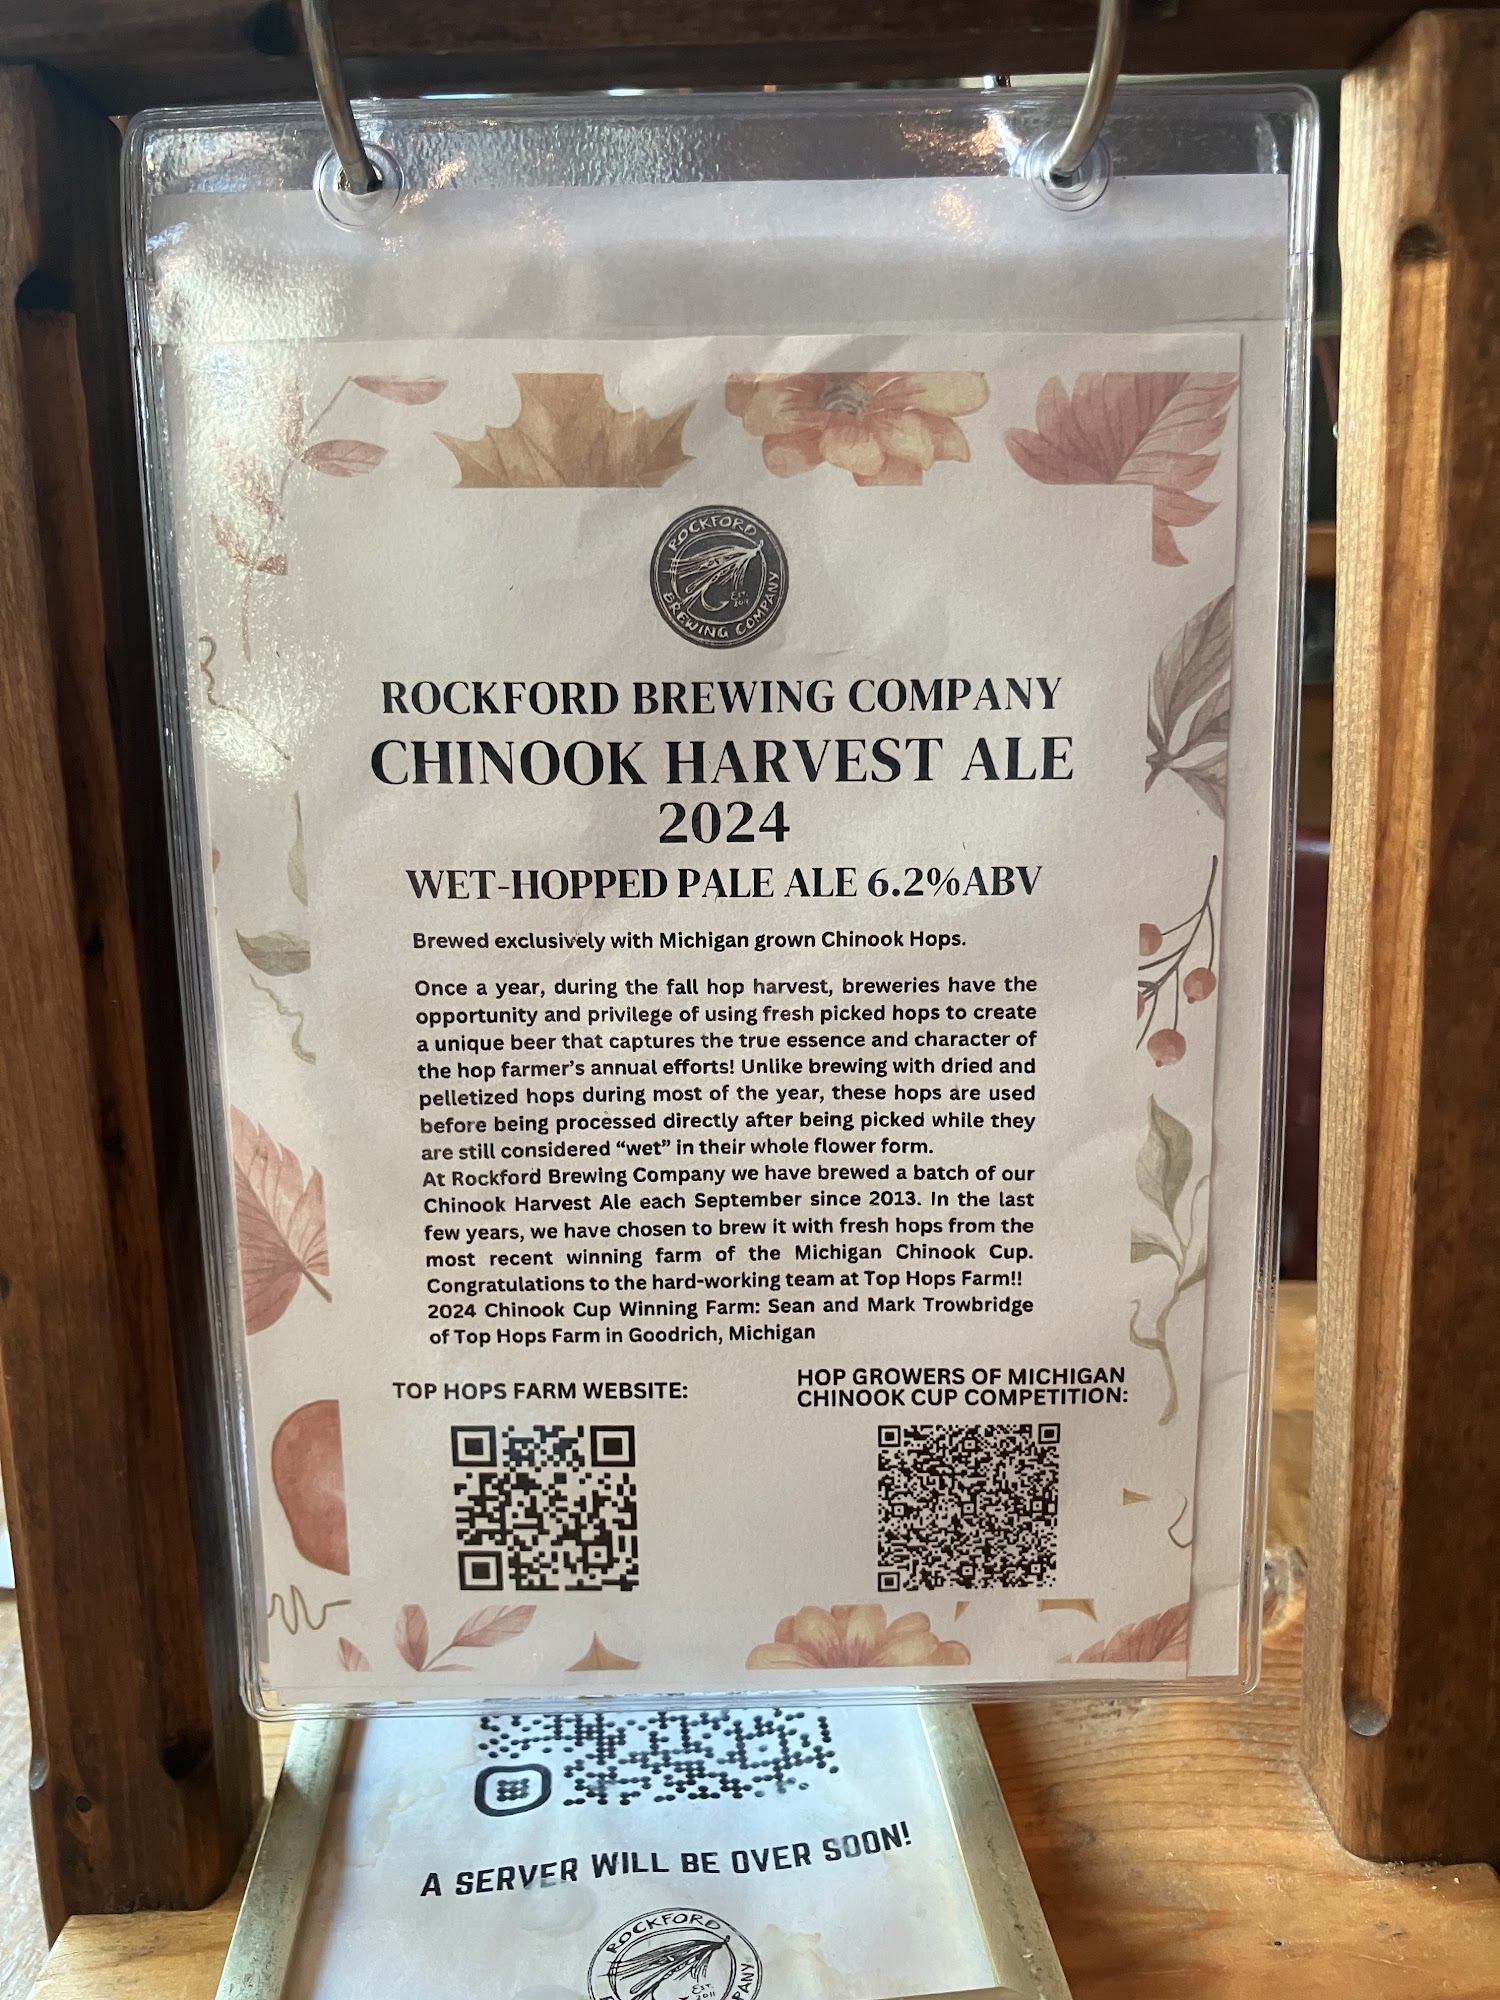 ROCKFORD
BREWING COMPANY
EST.
2011
ROCKFORD BREWING COMPANY
CHINOOK HARVEST ALE
2024
WET-HOPPED PALE ALE 6.2%ABV
Brewed exclusively with Michigan grown Chinook Hops.
Once a year, during the fall hop harvest, breweries have the
opportunity and privilege of using fresh picked hops to create
a unique beer that captures the true essence and character of
the hop farmer's annual efforts! Unlike brewing with dried and
pelletized hops during most of the year, these hops are used
before being processed directly after being picked while they
are still considered "wet" in their whole flower form.
At Rockford Brewing Company we have brewed a batch of our
Chinook Harvest Ale each September since 2013. In the last
few years, we have chosen to brew it with fresh hops from the
most recent winning farm of the Michigan Chinook Cup.
Congratulations to the hard-working team at Top Hops Farm!!
2024 Chinook Cup Winning Farm: Sean and Mark Trowbridge
of Top Hops Farm in Goodrich, Michigan
TOP HOPS FARM WEBSITE:
HOP GROWERS OF MICHIGAN
CHINOOK CUP COMPETITION:
A SERVER WILL BE OVER SOON!
ROCKFORD
EST.
2011